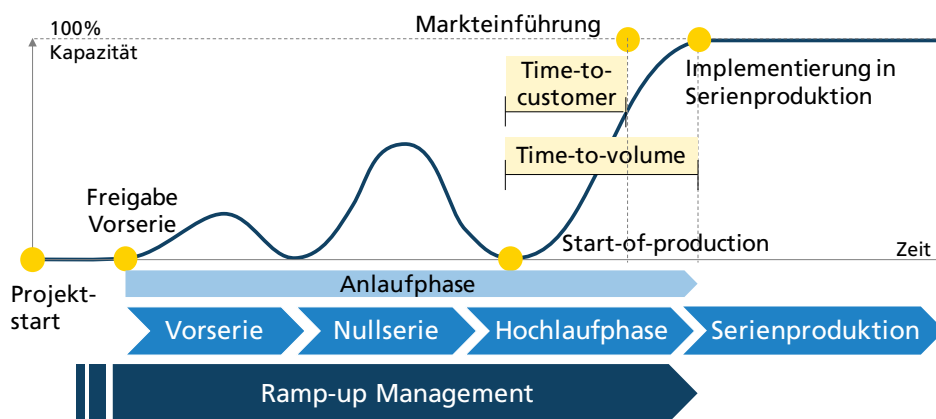 100%
Kapazität
Markteinführung
Time-to-
customer
Implementierung in
Serienproduktion
Time-to-volume
Freigabe
Vorserie
Start-of-production
Zeit
Projekt-
start
Anlaufphase
Vorserie
Nullserie
Hochlaufphase
Serienproduktion
Ramp-up Management